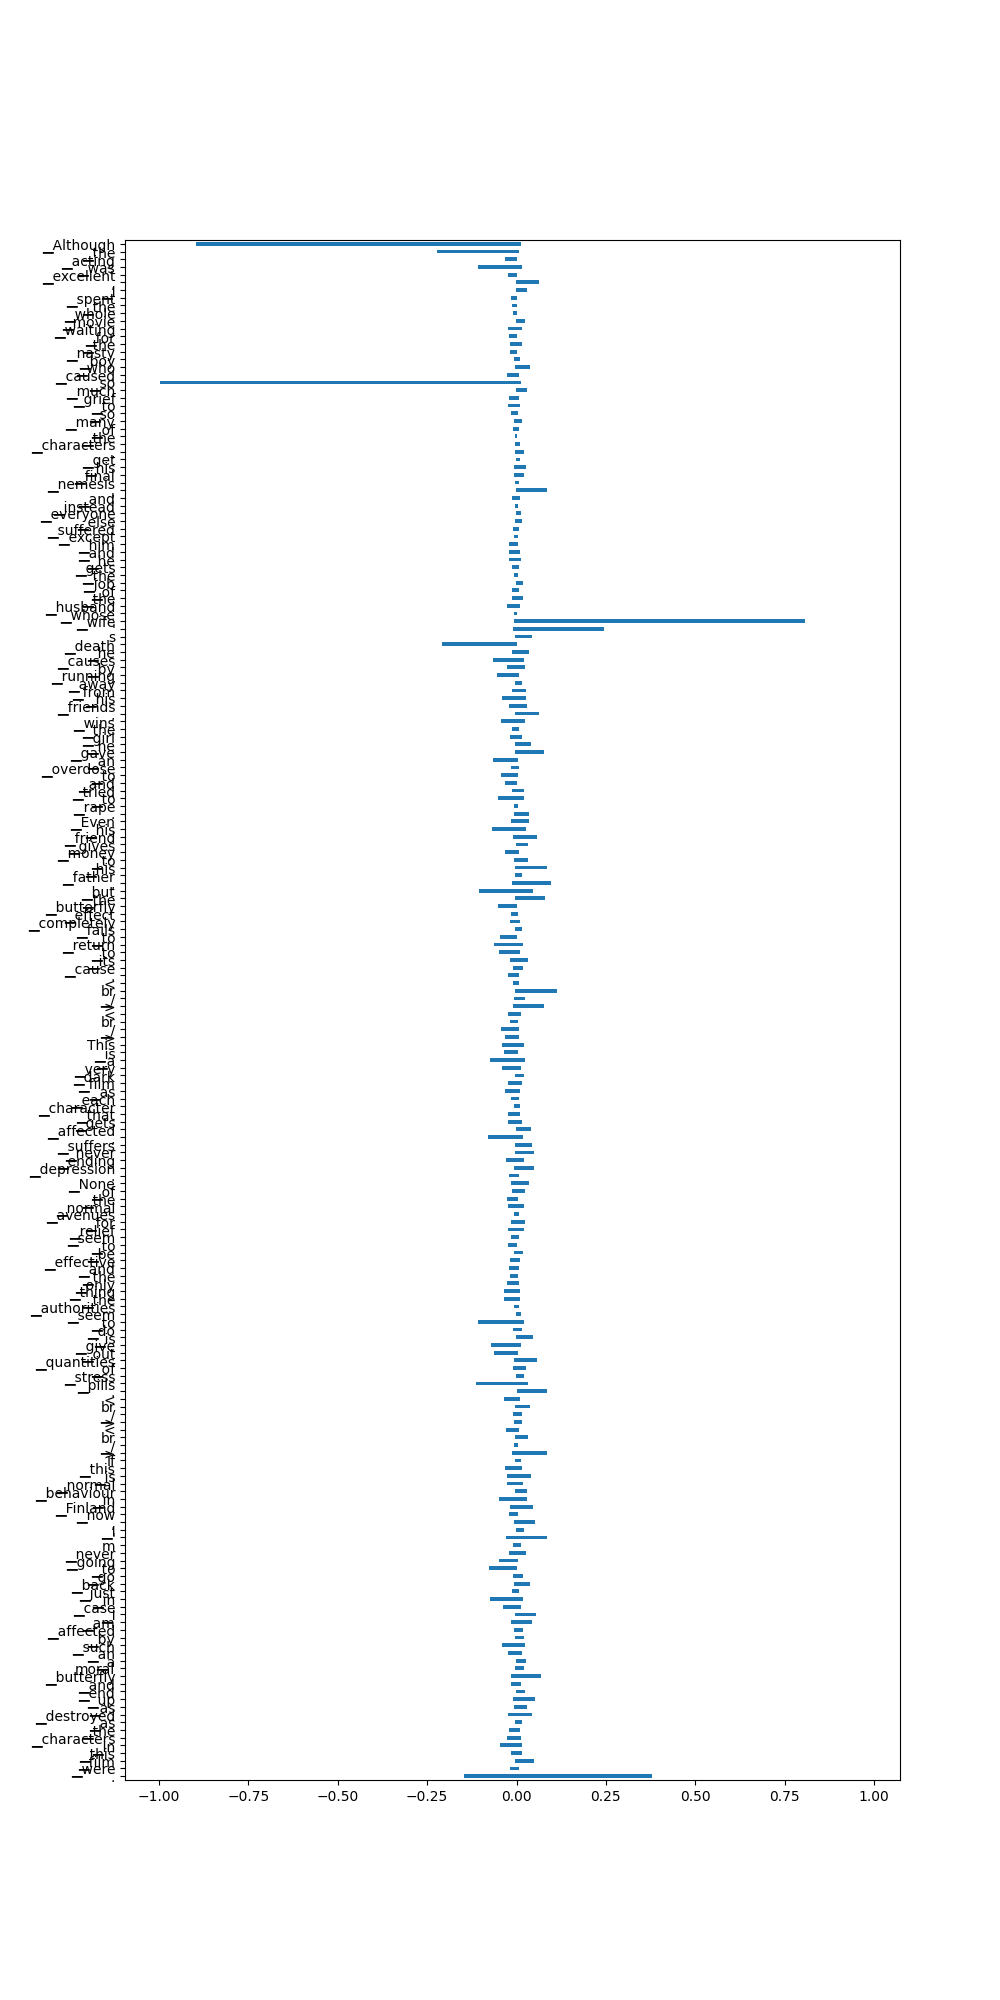 _Although
_the
_acting
_was
_excellent
,
I
_spent
_the
_whole
_movie
_waiting
_for
_the
_nasty
_boy
_who
_caused
_so
_much
_grief
_to
_so
_many
_of
_the
_characters
_get
_his
_final
_nemesis
_and
_instead
_everyone
_else
_suffered
_except
_him
_and
_he
_gets
_the
_job
_of
_the
_husband
_whose
_wife
'
s
_death
_he
_causes
_by
_running
_away
_from
_his
_friends
,
_wins
_the
_girl
_he
_gave
_an
_overdose
_to
_and
_tried
_to
_rape
.
_Even
_his
_friend
_gives
_money
_to
_his
_father
,
_but
_the
_butterfly
_effect
_completely
_fails
_to
_return
_to
_its
_cause
.
<
br
/
>
<
br
/
>
This
_is
_a
_very
_dark
_film
_as
_each
_character
_that
_gets
_affected
,
_suffers
_never
_ending
_depression
.
_None
_of
_the
_normal
_avenues
_for
_relief
_seem
_to
_be
_effective
_and
_the
_only
_thing
_the
_authorities
_seem
_to
_do
_is
_give
_out
_quantities
_of
_stress
_pills
.
<
br
/
>
<
br
/
>
If
_this
_is
_normal
_behaviour
_in
_Finland
_now
,
_I
'
m
_never
_going
_to
_go
_back
_just
_in
_case
_I
_am
_affected
_by
_such
_an
_a
moral
_butterfly
_and
_end
_up
_as
_destroyed
_as
_the
_characters
_in
_this
_film
_were
.
−1.00 −0.75 −0.50 −0.25 0.00 0.25 0.50 0.75 1.00